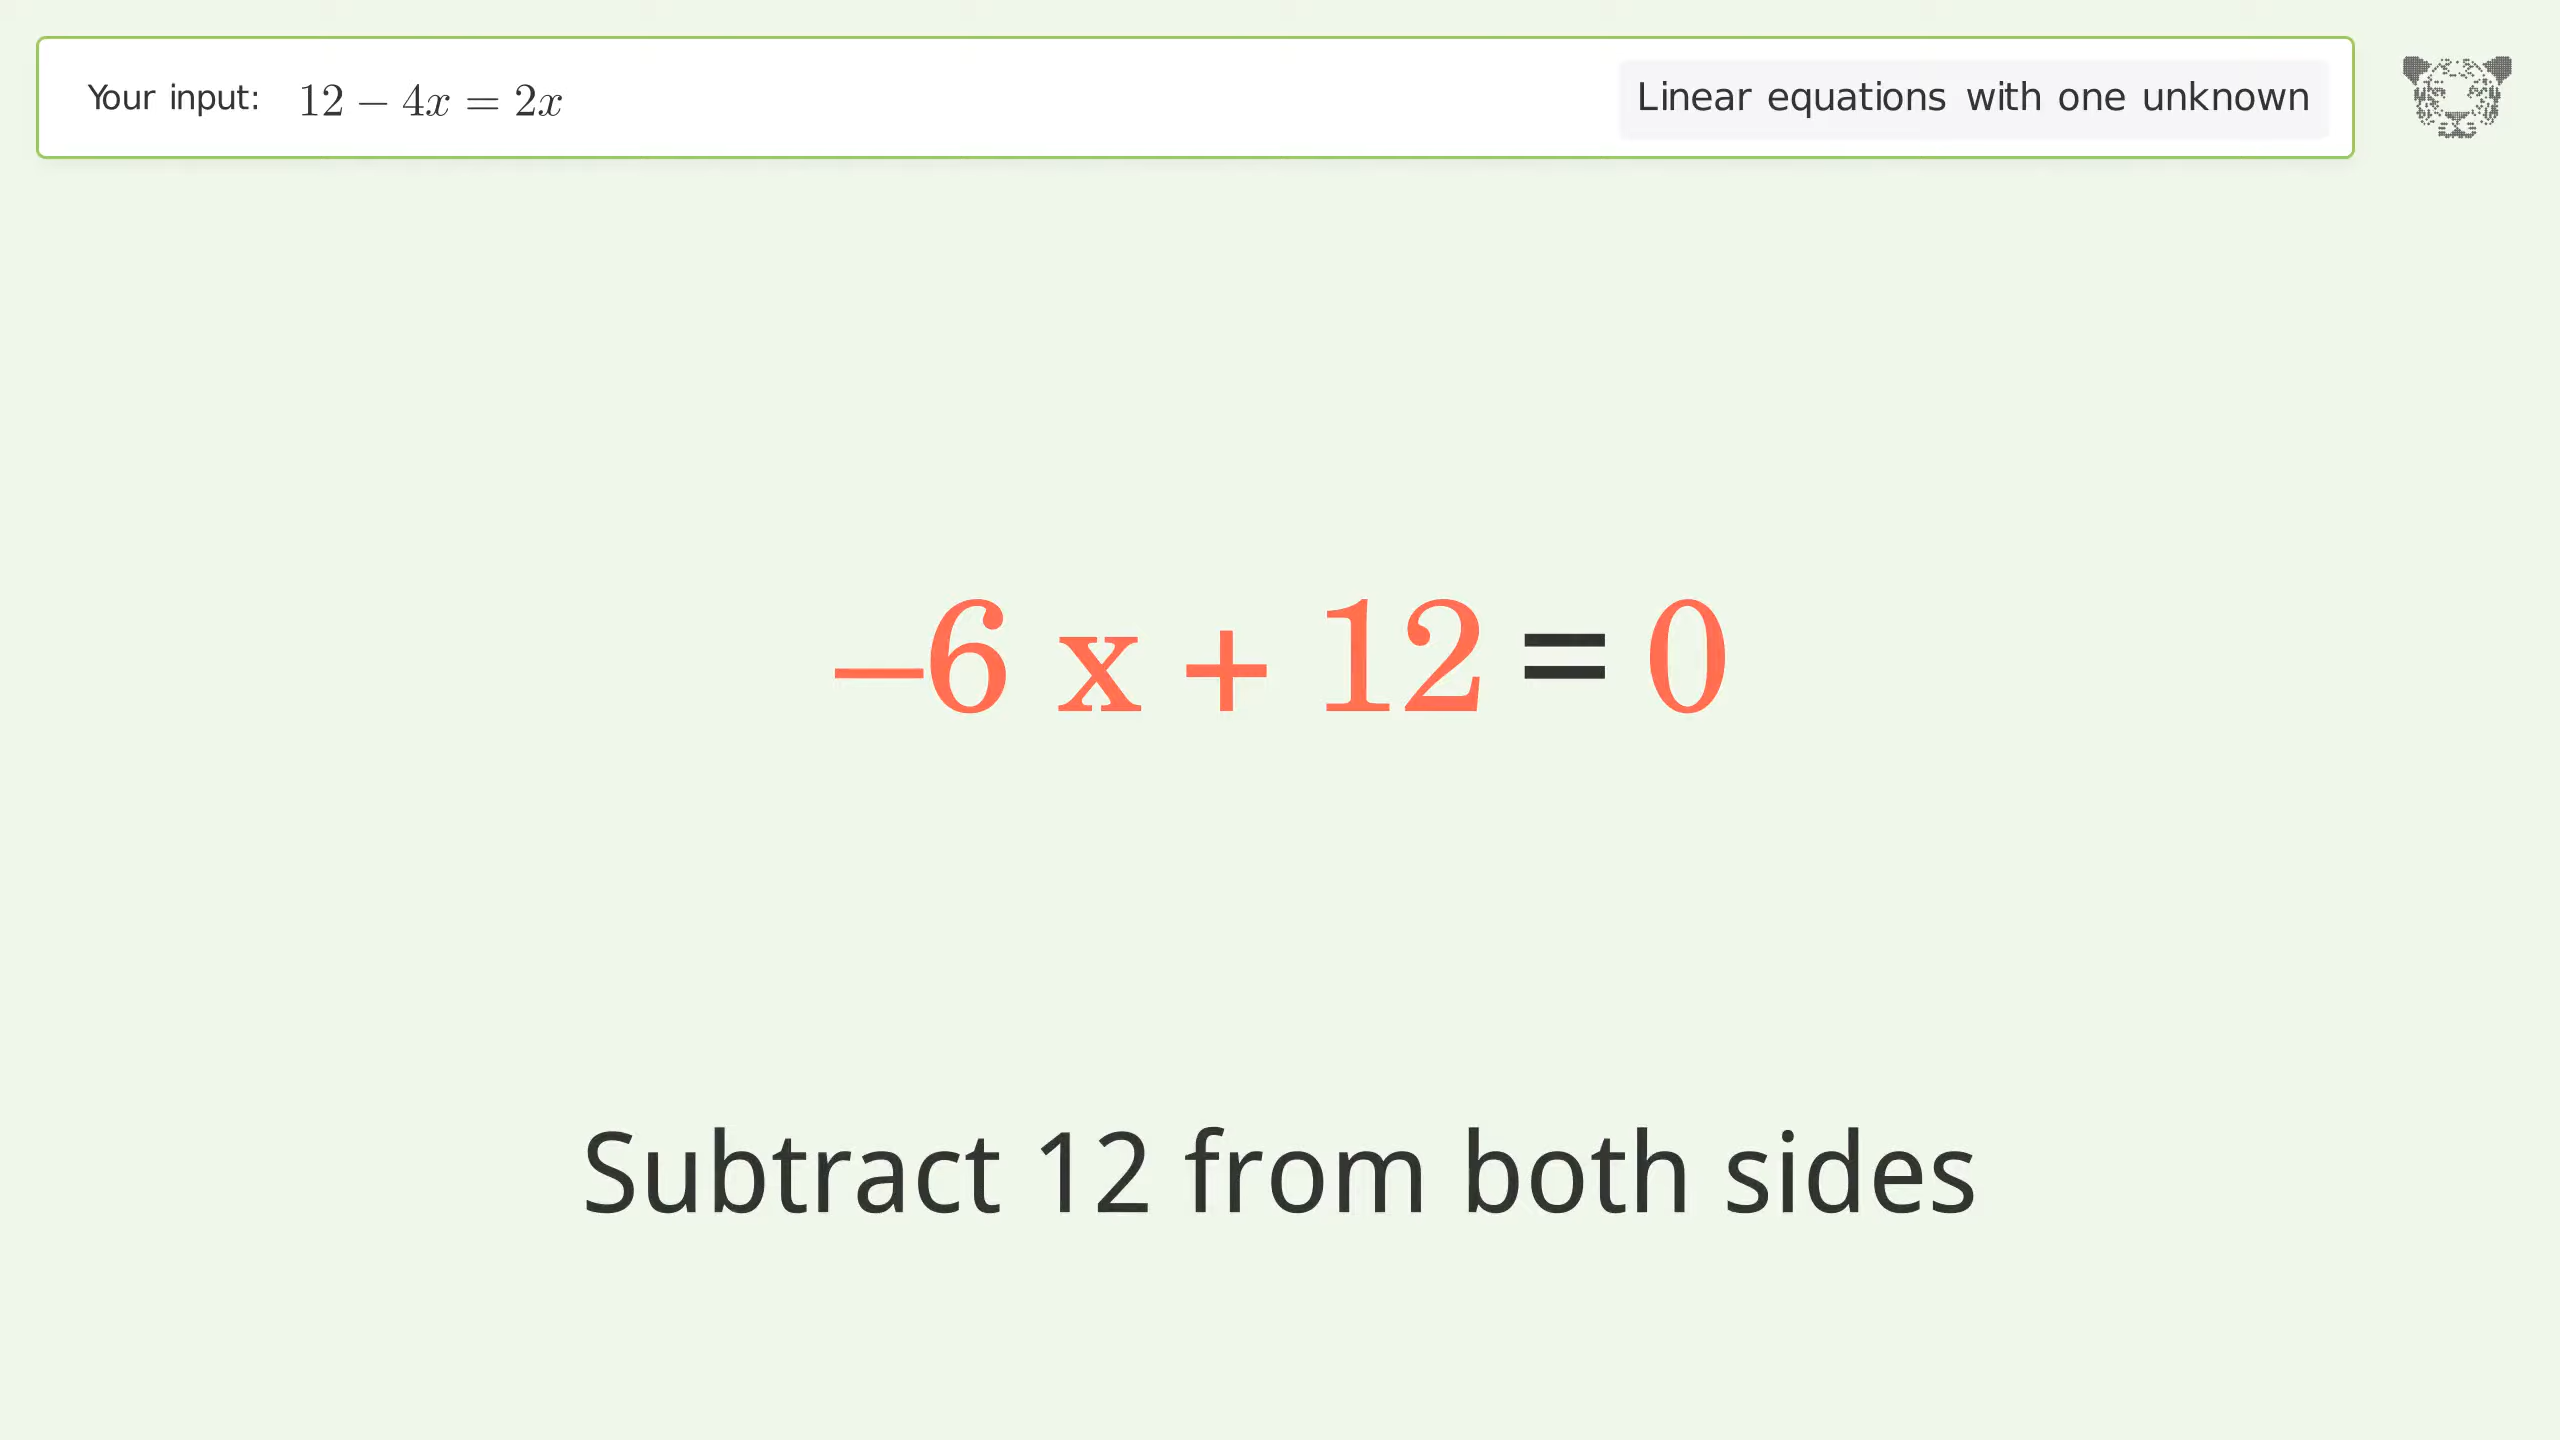 Your input: 12 − 4x = 2x
Linear equations with one unknown
−6 x + 12 = 0
Subtract 12 from both sides